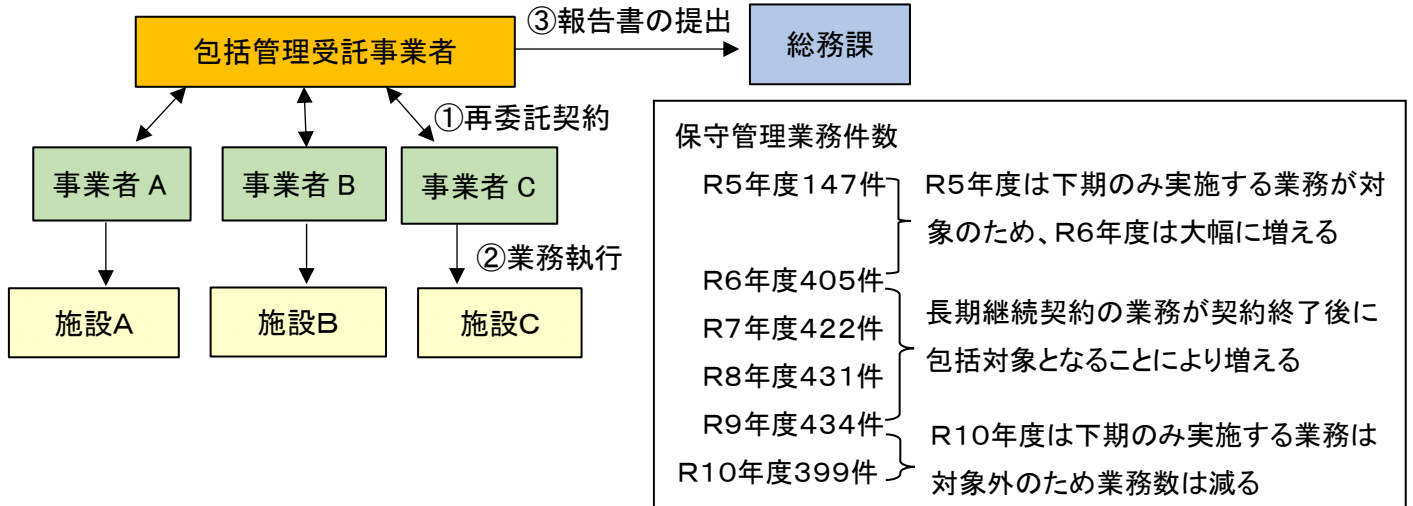 ③報告書の提出
包括管理受託事業者
総務課
①再委託契約
事業者 A
事業者 B
事業者 C
②業務執行
施設A
施設B
施設C
保守管理業務件数
R5年度147件
R5年度は下期のみ実施する業務が対
象のため、R6年度は大幅に増える
R6年度405件
R7年度422件
R8年度431件
R9年度434件
長期継続契約の業務が契約終了後に
包括対象となることにより増える
R10年度399件
R10年度は下期のみ実施する業務は
対象外のため業務数は減る